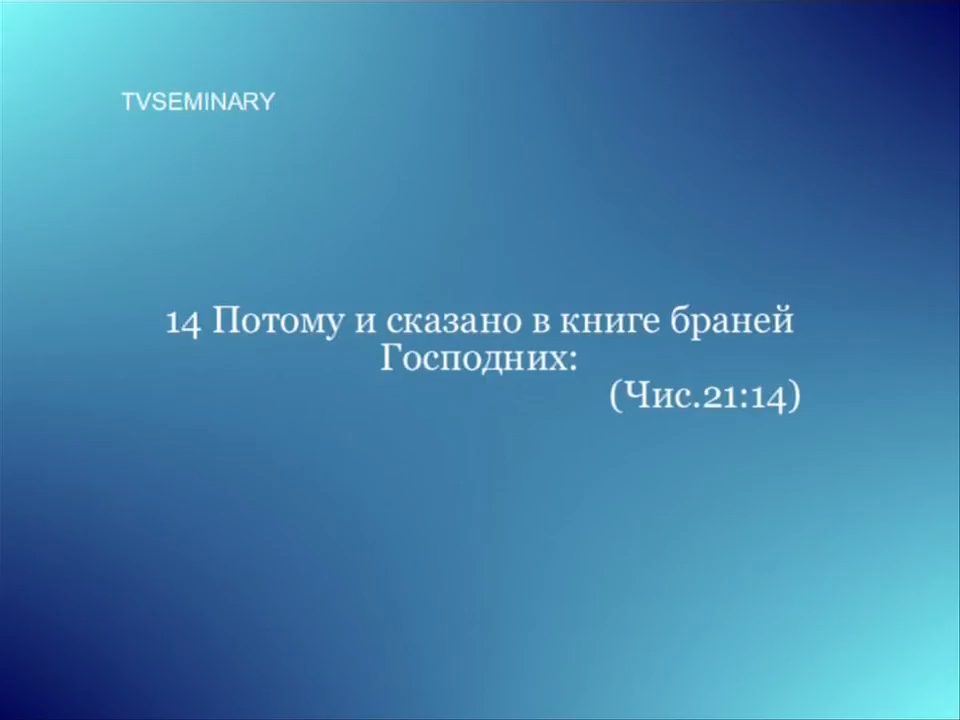 TVSEMINARY
14 Потому и сказано в книге браней
Господних:
(Чис.21:14)